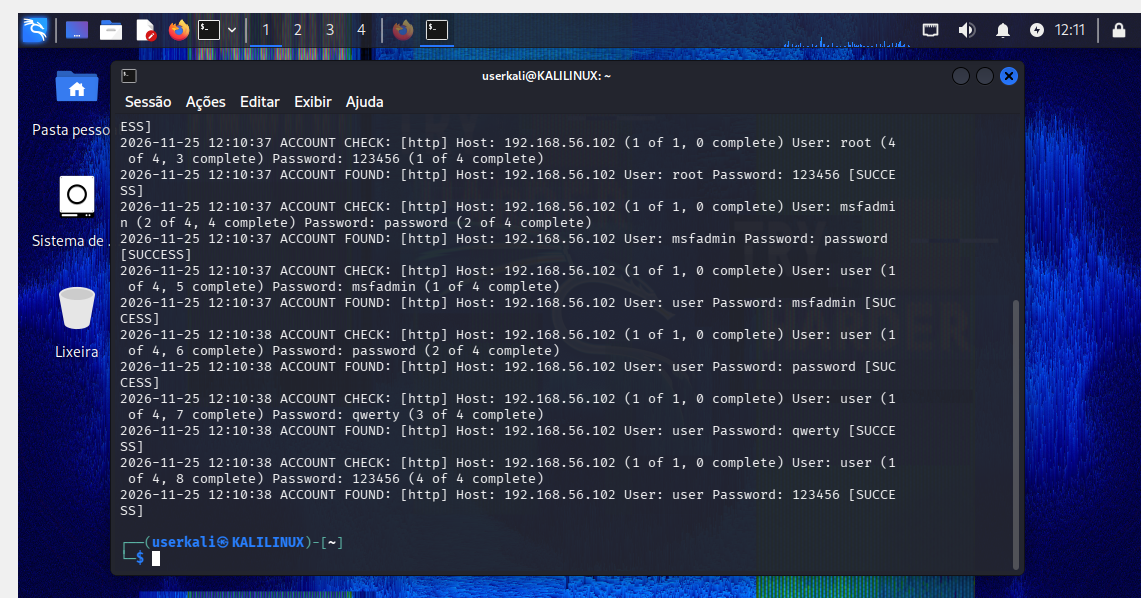 1 2 3 4
12:11
userkali@KALILINUX: ~
Sessão Ações Editar Exibir Ajuda
Pasta pesso
Sistema de .
Lixeira
ESS]
2026-11-25 12:10:37 ACCOUNT CHECK: [http] Host: 192.168.56.102 (1 of 1, 0 complete) User: root (4
of 4, 3 complete) Password: 123456 (1 of 4 complete)
2026-11-25 12:10:37 ACCOUNT FOUND: [http] Host: 192.168.56.102 User: root Password: 123456 [SUCCE
SS]
2026-11-25 12:10:37 ACCOUNT CHECK: [http] Host: 192.168.56.102 (1 of 1, 0 complete) User: msfadmi
n (2 of 4, 4 complete) Password: password (2 of 4 complete)
2026-11-25 12:10:37 ACCOUNT FOUND: [http] Host: 192.168.56.102 User: msfadmin Password: password
[SUCCESS]
2026-11-25 12:10:37 ACCOUNT CHECK: [http] Host: 192.168.56.102 (1 of 1, 0 complete) User: user (1
of 4, 5 complete) Password: msfadmin (1 of 4 complete)
2026-11-25 12:10:37 ACCOUNT FOUND: [http] Host: 192.168.56.102 User: user Password: msfadmin [SUC
CESS]
2026-11-25 12:10:38 ACCOUNT CHECK: [http] Host: 192.168.56.102 (1 of 1, 0 complete) User: user (1
of 4, 6 complete) Password: password (2 of 4 complete)
2026-11-25 12:10:38 ACCOUNT FOUND: [http] Host: 192.168.56.102 User: user Password: password [SUC
CESS]
2026-11-25 12:10:38 ACCOUNT CHECK: [http] Host: 192.168.56.102 (1 of 1, 0 complete) User: user (1
of 4, 7 complete) Password: qwerty (3 of 4 complete)
2026-11-25 12:10:38 ACCOUNT FOUND: [http] Host: 192.168.56.102 User: user Password: qwerty [SUCCE
SS]
2026-11-25 12:10:38 ACCOUNT CHECK: [http] Host: 192.168.56.102 (1 of 1, 0 complete) User: user (1
of 4, 8 complete) Password: 123456 (4 of 4 complete)
2026-11-25 12:10:38 ACCOUNT FOUND: [http] Host: 192.168.56.102 User: user Password: 123456 [SUCCE
SS]
┌──(userkali㉿KALILINUX)-[~]
└─$